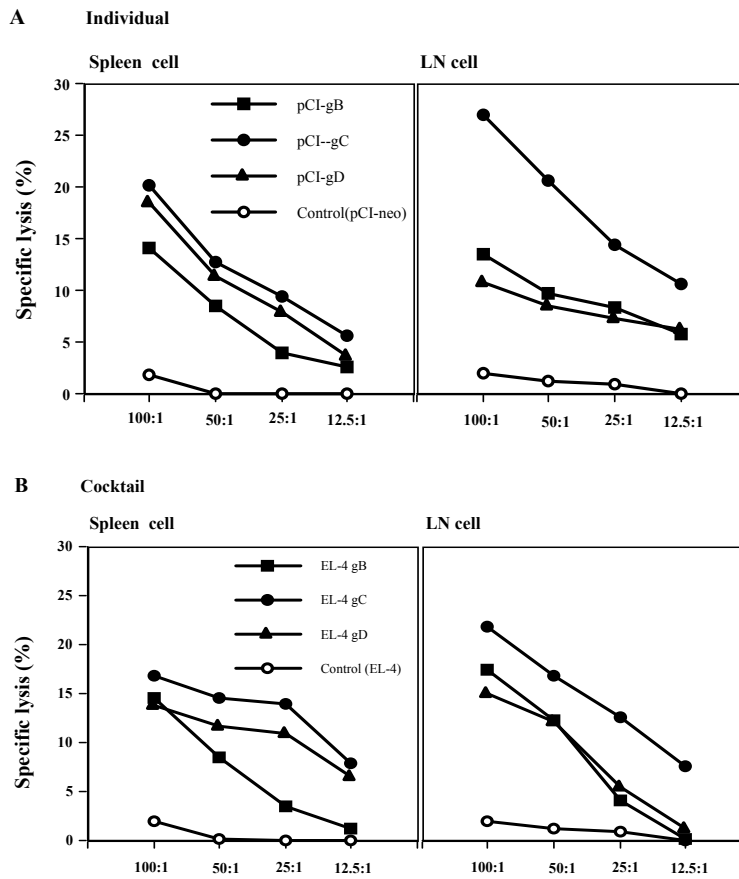 A Individual
Spleen cell LN cell
30
25
20
15
10
5
0
Specific lysis (%)
pCI-gB
pCI--gC
pCI-gD
Control(pCI-neo)
100:1 50:1 25:1 12.5:1 100:1 50:1 25:1 12.5:1
B Cocktail
Spleen cell LN cell
30
25
20
15
10
5
0
Specific lysis (%)
EL-4 gB
EL-4 gC
EL-4 gD
Control (EL-4)
100:1 50:1 25:1 12.5:1 100:1 50:1 25:1 12.5:1